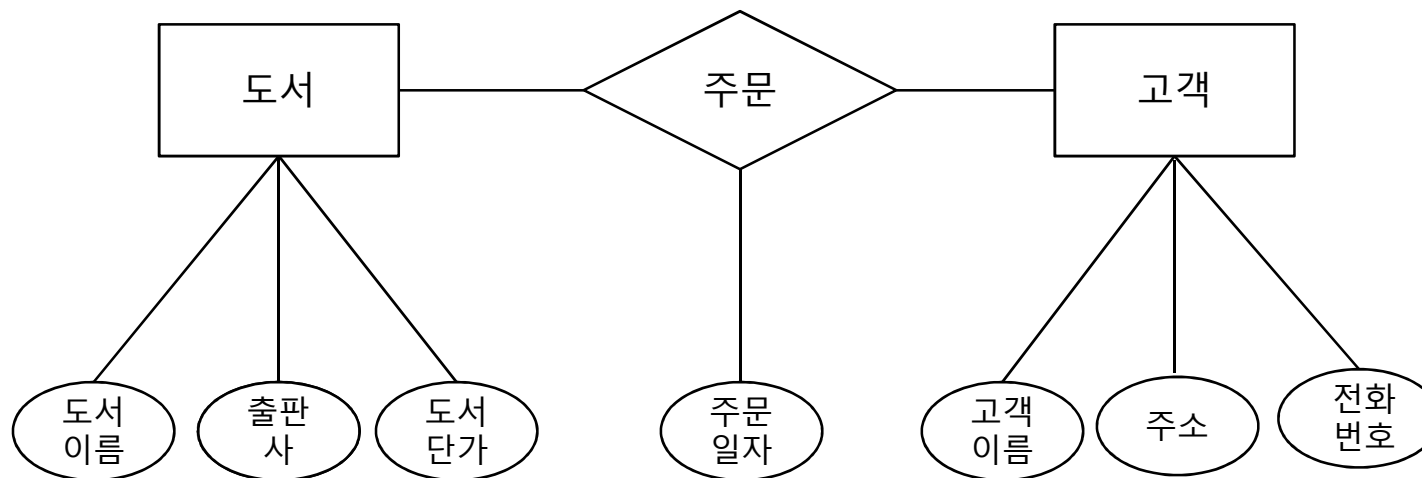 도서
주문
고객
도서
이름
출판
사
도서
단가
주문
일자
고객
이름
주소
전화
번호